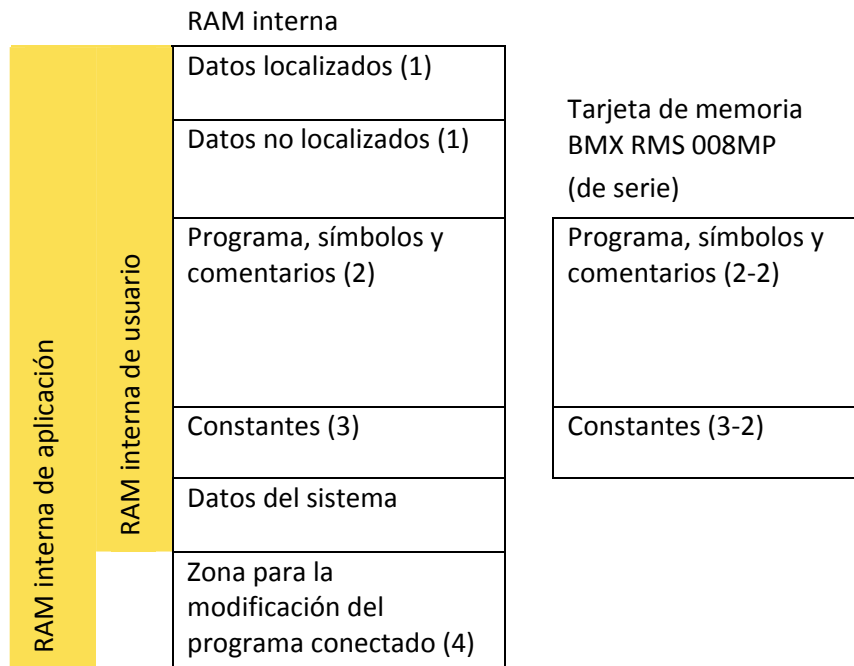 RAM interna
Datos localizados (1)
Datos no localizados (1)
Programa, símbolos y
comentarios (2)
Constantes (3)
Datos del sistema
Zona para la
modificación del
programa conectado (4)
RAM interna de aplicación
RAM interna de usuario
Tarjeta de memoria
BMX RMS 008MP
(de serie)
Programa, símbolos y
comentarios (2-2)
Constantes (3-2)